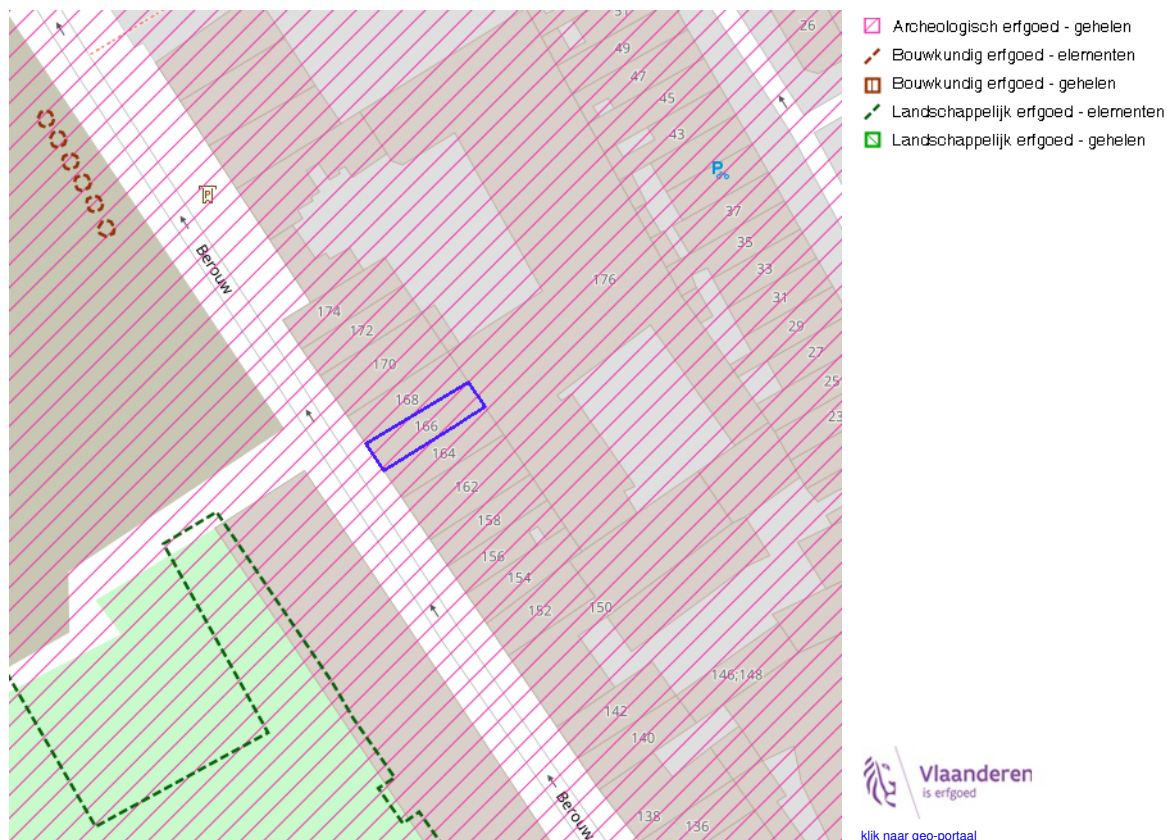 Archeologisch erfgoed - gehelen
Bouwkundig erfgoed - elementen
Bouwkundig erfgoed - gehelen
Landschappelijk erfgoed - elementen
Landschappelijk erfgoed - gehelen
51
26
49
47
45
43
P
P
37
Berouw
35
33
176
31
174
29
172
27
170
25
168
23
166
164
162
158
156
154
152
150
146;148
142
140
Berouw
138
136
Vlaanderen
is erfgoed
klik naar geo-portaal